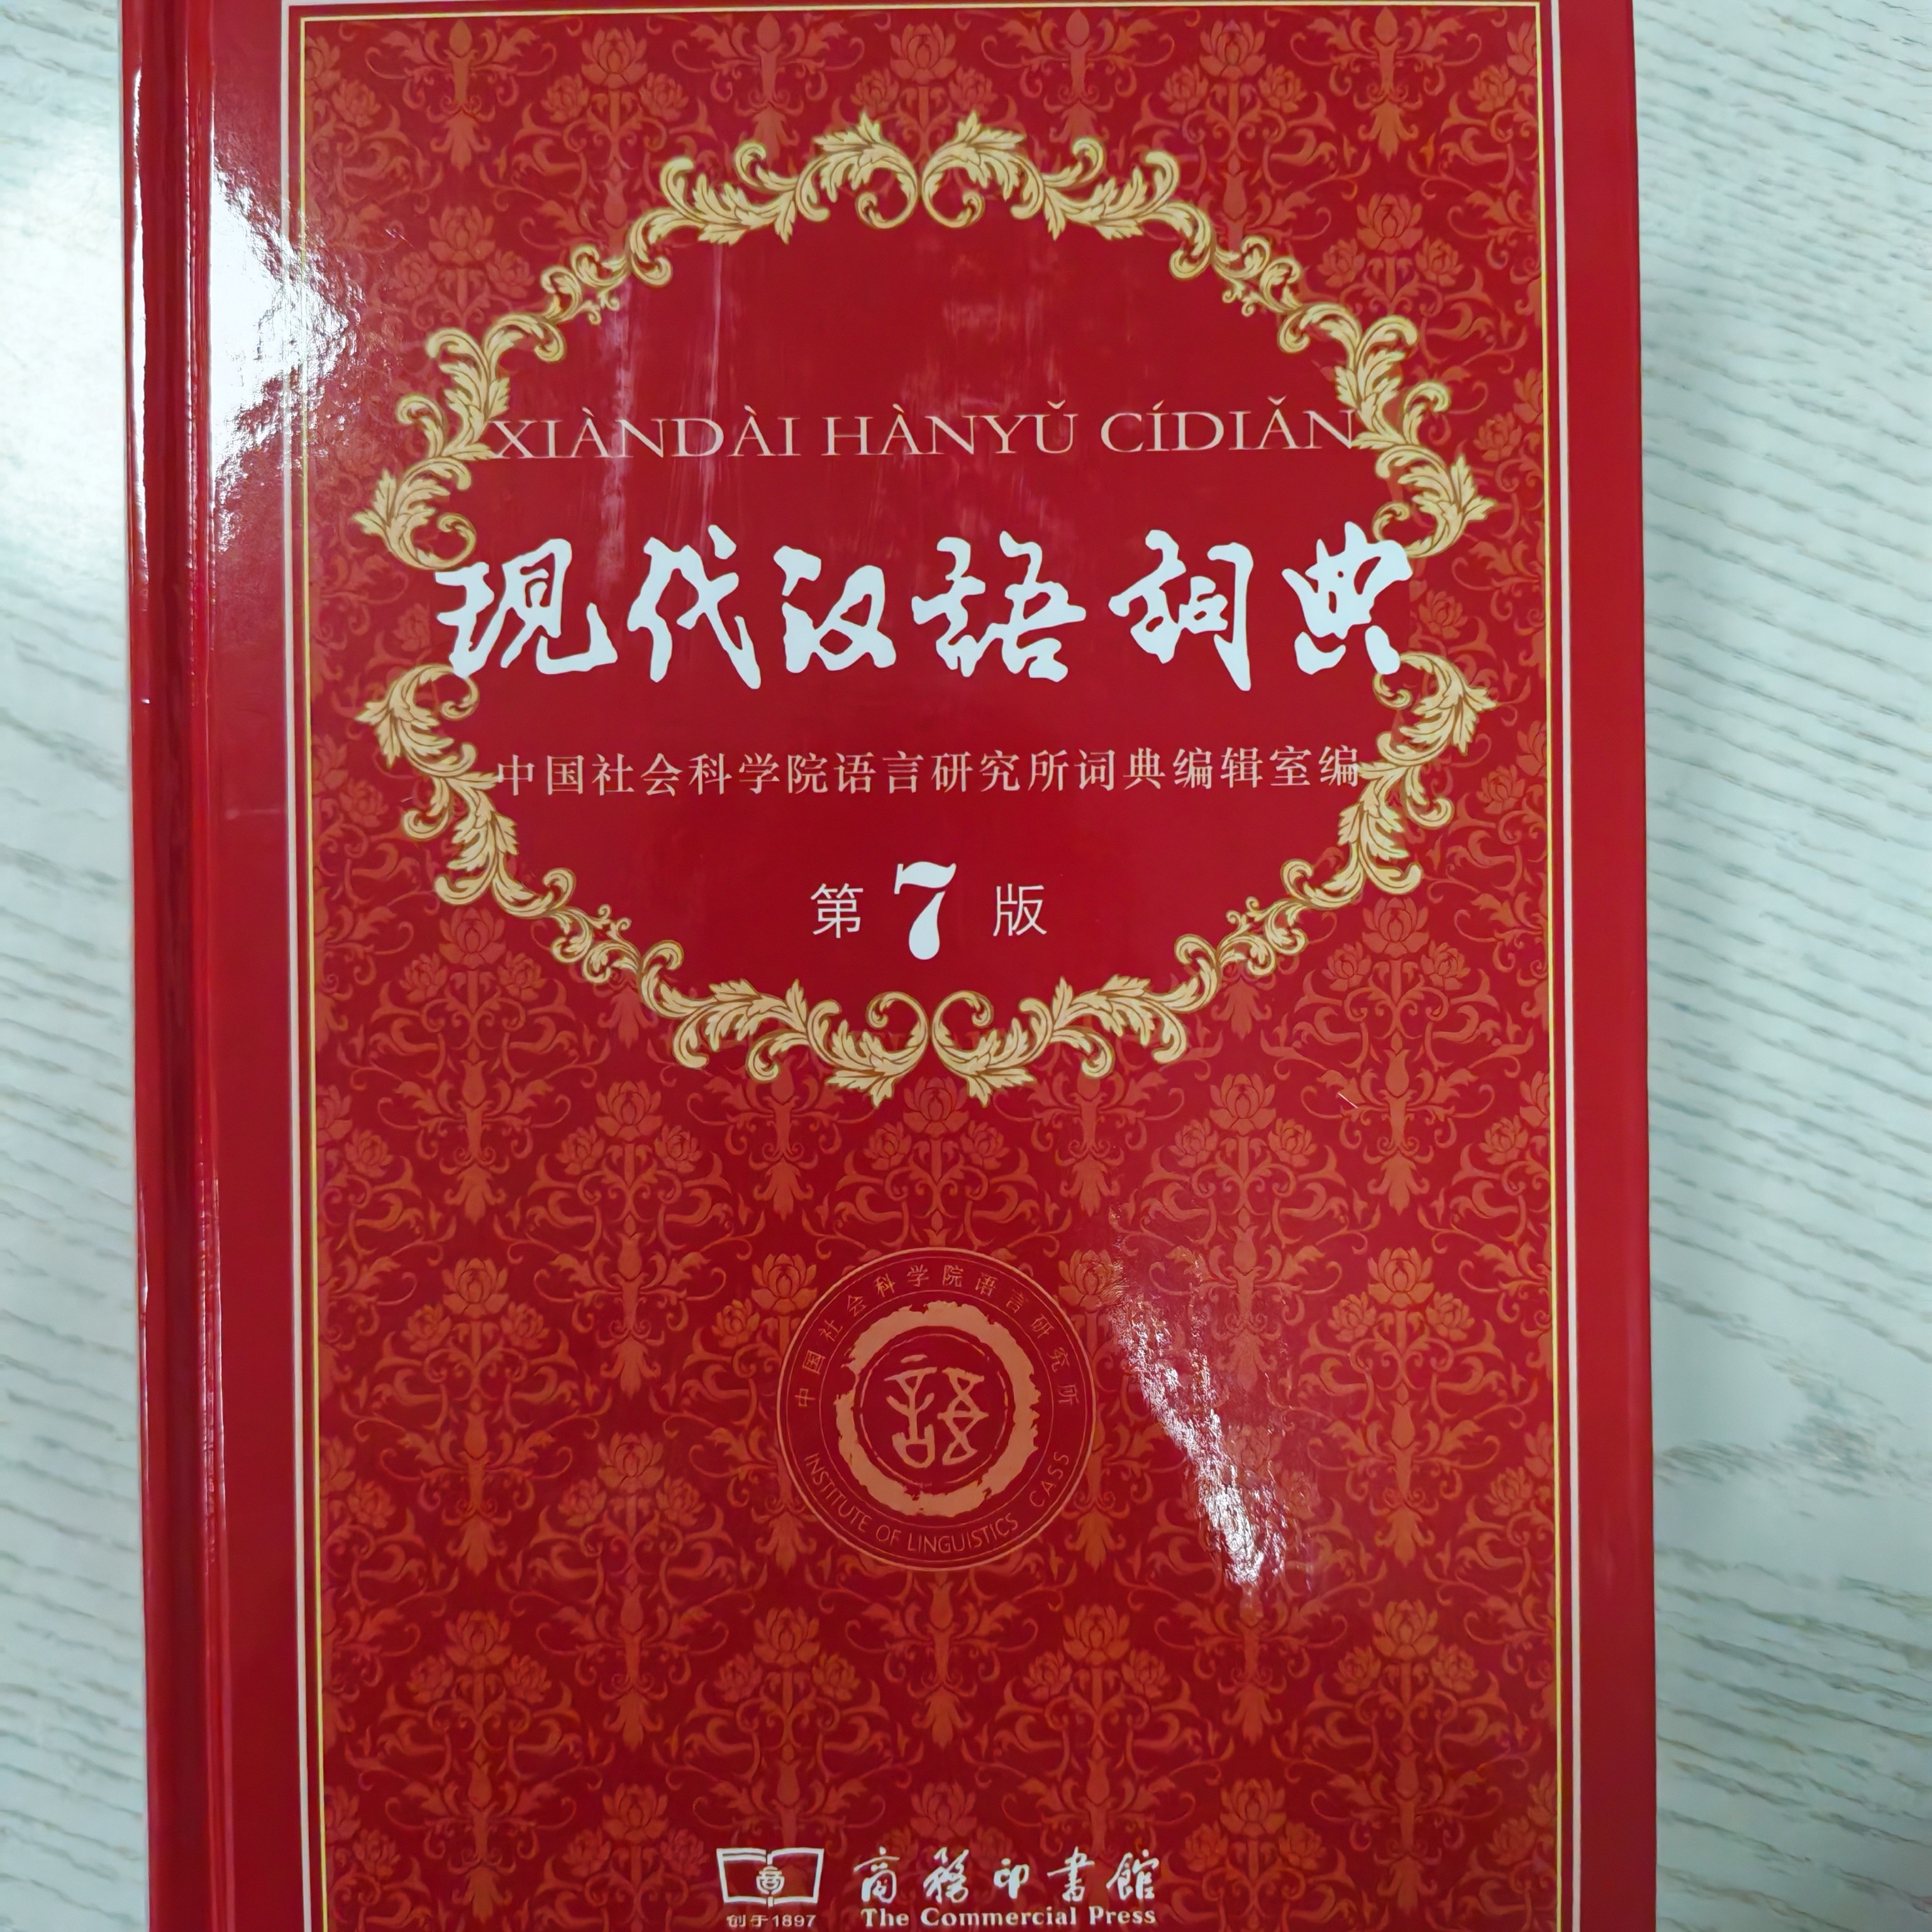 XIÀNDÀI HÀNYǓ CÍDIǍN
现代汉语词典
中国社会科学院语言研究所词典编辑室编
第7版
中国社会科学院语言研究所
INSTITUTE OF LINGUISTICS CASS
商務印書館
创于1897
The Commercial Press